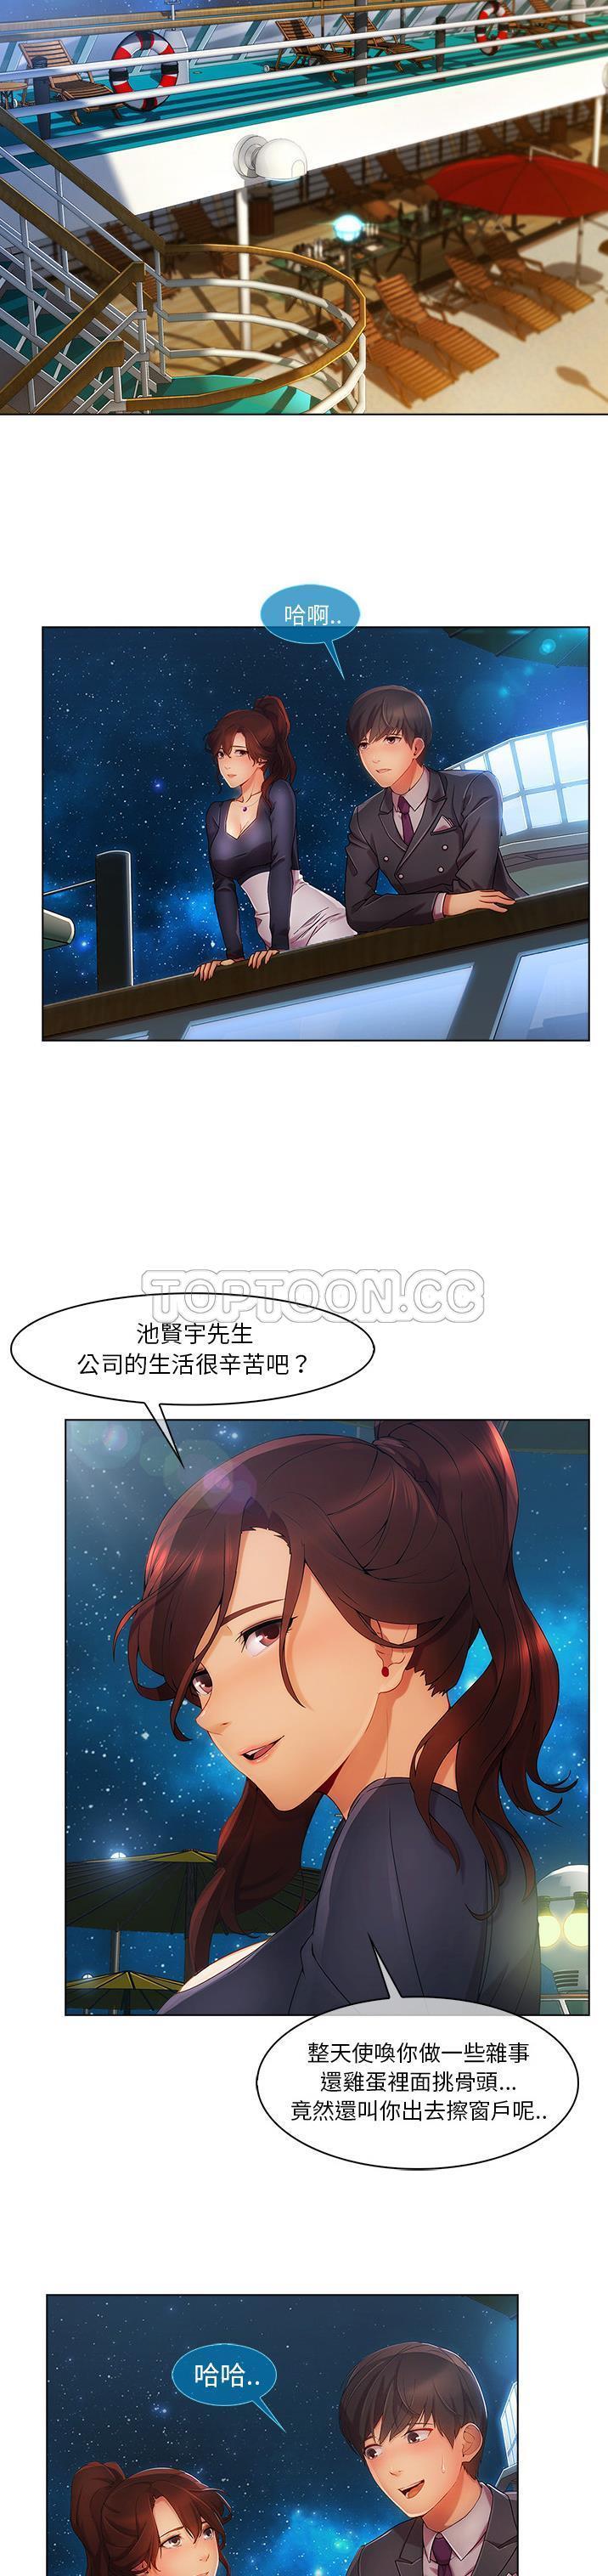 哈啊..
TOPTOON.CC
池賢宇先生
公司的生活很辛苦吧？
整天使喚你做一些雜事
還雞蛋裡面挑骨頭...
竟然還叫你出去擦窗戶呢..
哈哈..